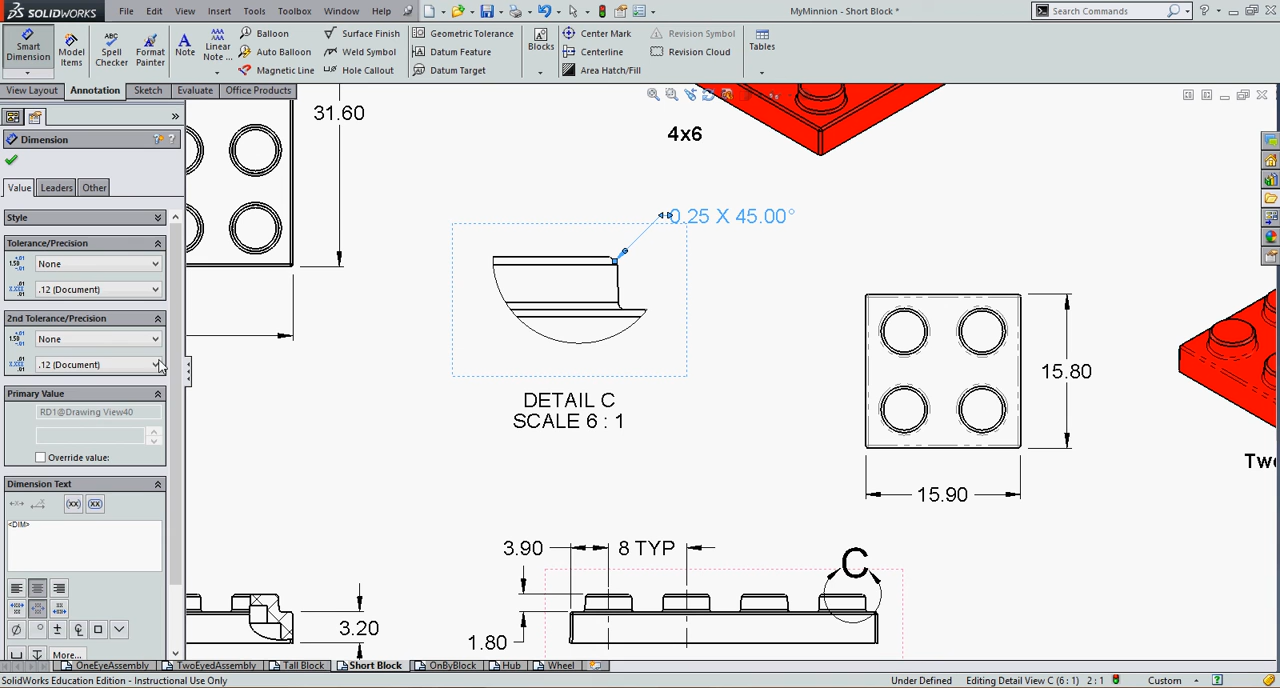 SOLIDWORKS File Edit View Insert Tools Toolbox Window Help MyMinnion - Short Block * Search Commands
Smart Dimension
Model Items
Spell Checker
Format Painter
Note
Linear Note ...
Balloon
Auto Balloon
Magnetic Line
Surface Finish
Weld Symbol
Hole Callout
Geometric Tolerance
Datum Feature
Datum Target
Blocks
Center Mark
Centerline
Area Hatch/Fill
Revision Symbol
Revision Cloud
Tables
View Layout Annotation Sketch Evaluate Office Products
Dimension
Value Leaders Other
Style
Tolerance/Precision
None
.12 (Document)
2nd Tolerance/Precision
None
.12 (Document)
Primary Value
RD1@Drawing View40
Override value:
Dimension Text
<DIM>
More...
31.60
4x6
0.25 X 45.00°
DETAIL C
SCALE 6 : 1
15.80
15.90
Two
3.90 8 TYP C
3.20
1.80
OneEyeAssembly TwoEyedAssembly Tall Block Short Block OnByBlock Hub Wheel
SolidWorks Education Edition - Instructional Use Only Under Defined Editing Detail View C (6 : 1) 2 : 1 Custom